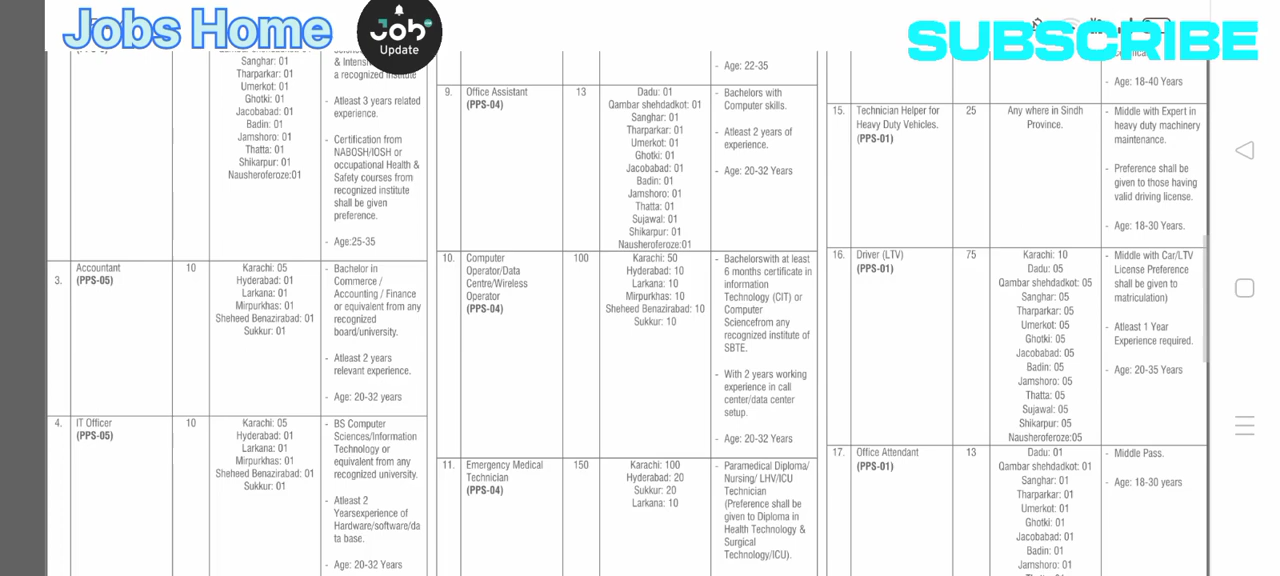 Jobs Home
Job
Update
SUBSCRIBE
Sanghar: 01
Tharparkar: 01
Umerkot: 01
Ghotki: 01
Jacobabad: 01
Badin: 01
Jamshoro: 01
Thatta: 01
Shikarpur: 01
Nausheroferoze:01
a recognized institute
- Atleast 3 years related
experience.
- Certification from
NABOSH/IOSH or
occupational Health &
Safety courses from
recognized institute
shall be given
preference.
- Age:25-35
3.
Accountant
(PPS-05)
10
Karachi: 05
Hyderabad: 01
Larkana: 01
Mirpurkhas: 01
Sheheed Benazirabad: 01
Sukkur: 01
- Bachelor in
Commerce /
Accounting / Finance
or equivalent from any
recognized
board/university.
- Atleast 2 years
relevant experience.
- Age: 20-32 years
4.
IT Officer
(PPS-05)
10
Karachi: 05
Hyderabad: 01
Larkana: 01
Mirpurkhas: 01
Sheheed Benazirabad: 01
Sukkur: 01
- BS Computer
Sciences/Information
Technology or
equivalent from any
recognized university.
- Atleast 2
Yearsexperience of
Hardware/software/da
ta base.
- Age: 20-32 Years
- Age: 22-35
9.
Office Assistant
(PPS-04)
13
Dadu: 01
Qambar shehdadkot: 01
Sanghar: 01
Tharparkar: 01
Umerkot: 01
Ghotki: 01
Jacobabad: 01
Badin: 01
Jamshoro: 01
Thatta: 01
Sujawal: 01
Shikarpur: 01
Nausheroferoze:01
- Bachelors with
Computer skills.
- Atleast 2 years of
experience.
- Age: 20-32 Years
10.
Computer
Operator/Data
Centre/Wireless
Operator
(PPS-04)
100
Karachi: 50
Hyderabad: 10
Larkana: 10
Mirpurkhas: 10
Sheheed Benazirabad: 10
Sukkur: 10
- Bachelorswith at least
6 months certificate in
information
Technology (CIT) or
Computer
Sciencefrom any
recognized institute of
SBTE.
- With 2 years working
experience in call
center/data center
setup.
- Age: 20-32 Years
11.
Emergency Medical
Technician
(PPS-04)
150
Karachi: 100
Hyderabad: 20
Sukkur: 20
Larkana: 10
- Paramedical Diploma/
Nursing/ LHV/ICU
Technician
(Preference shall be
given to Diploma in
Health Technology &
Surgical
Technology/ICU).
- Age: 18-40 Years
15.
Technician Helper for
Heavy Duty Vehicles.
(PPS-01)
25
Any where in Sindh
Province.
- Middle with Expert in
heavy duty machinery
maintenance.
- Preference shall be
given to those having
valid driving license.
- Age: 18-30 Years.
16.
Driver (LTV)
(PPS-01)
75
Karachi: 10
Dadu: 05
Qambar shehdadkot: 05
Sanghar: 05
Tharparkar: 05
Umerkot: 05
Ghotki: 05
Jacobabad: 05
Badin: 05
Jamshoro: 05
Thatta: 05
Sujawal: 05
Shikarpur: 05
Nausheroferoze:05
- Middle with Car/LTV
License Preference
shall be given to
matriculation)
- Atleast 1 Year
Experience required.
- Age: 20-35 Years
17.
Office Attendant
(PPS-01)
13
Dadu: 01
Qambar shehdadkot: 01
Sanghar: 01
Tharparkar: 01
Umerkot: 01
Ghotki: 01
Jacobabad: 01
Badin: 01
Jamshoro: 01
- Middle Pass.
- Age: 18-30 years